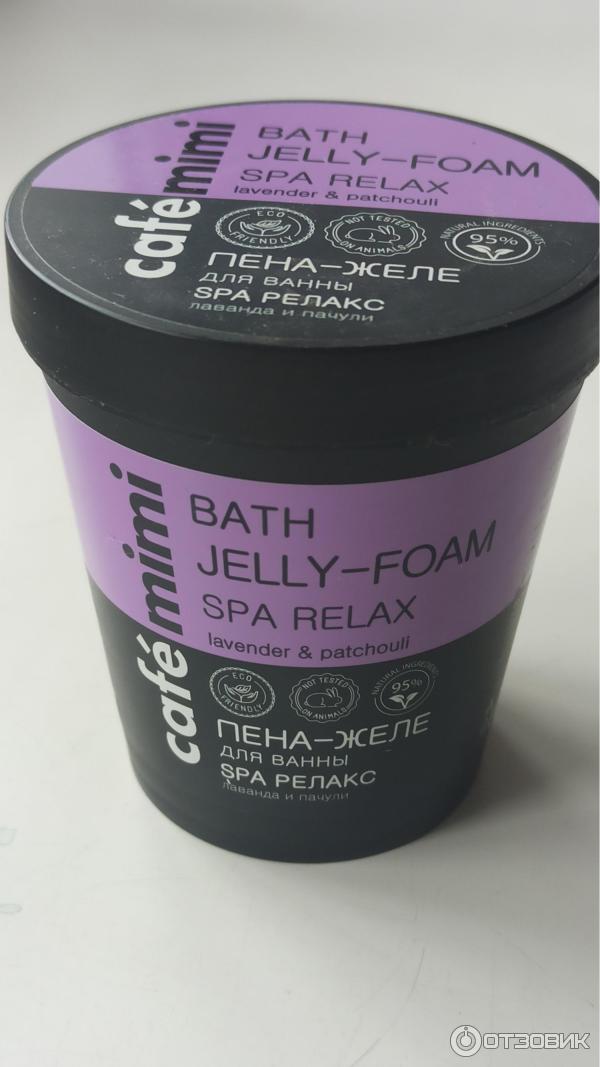 café mimi
BATH
JELLY-FOAM
SPA RELAX
lavender & patchouli
ECO
FRIENDLY
NOT TESTED
ON ANIMALS
NATURAL INGREDIENTS
95%
ПЕНА-ЖЕЛЕ
ДЛЯ ВАННЫ
SPA РЕЛАКС
лаванда и пачули
café mimi
BATH
JELLY-FOAM
SPA RELAX
lavender & patchouli
ECO
FRIENDLY
NOT TESTED
ON ANIMALS
NATURAL INGREDIENTS
95%
ПЕНА-ЖЕЛЕ
ДЛЯ ВАННЫ
SPA РЕЛАКС
лаванда и пачули
ОТЗОВИК